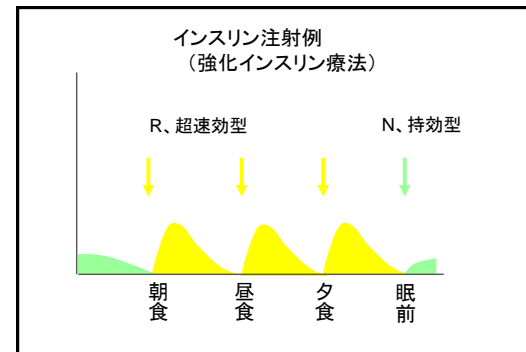 インスリン注射例
（強化インスリン療法）
R、超速効型
N、持効型
朝食
昼食
夕食
眠前